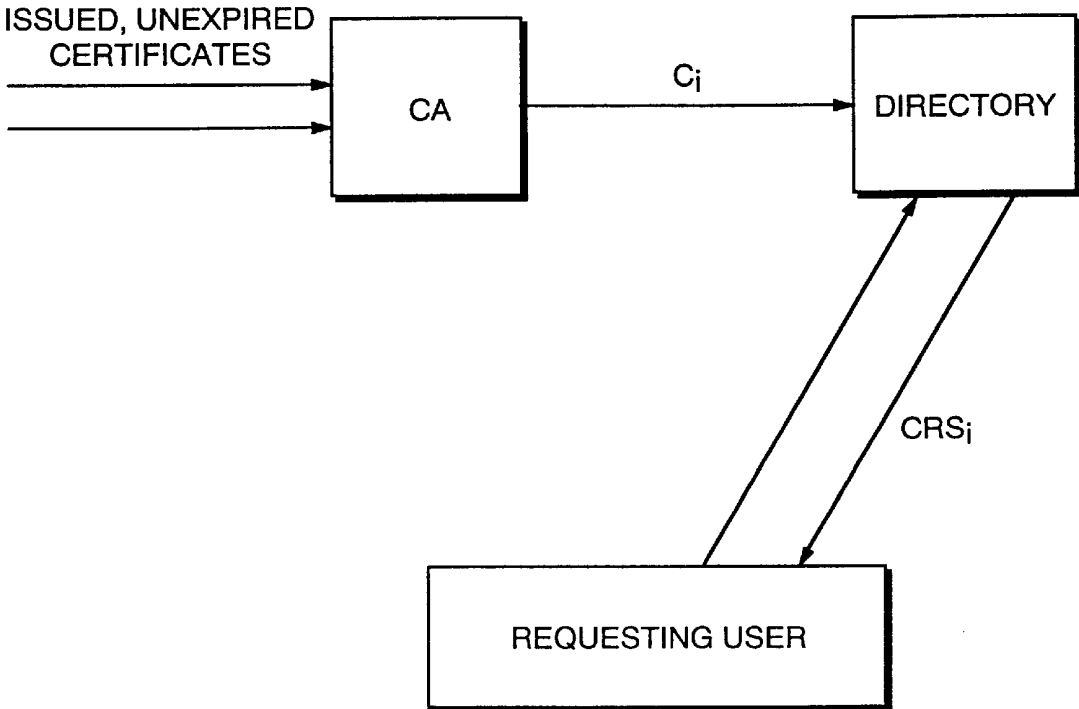 ISSUED, UNEXPIRED
CERTIFICATES
CA
Ci
DIRECTORY
CRSi
REQUESTING USER